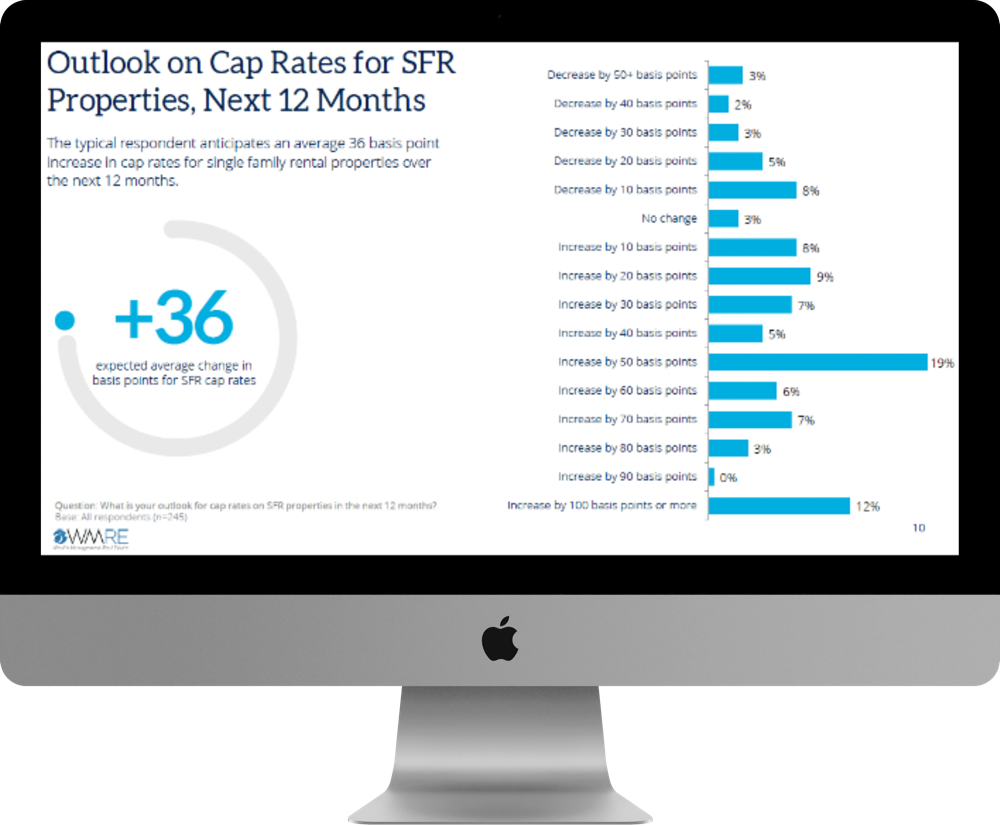 Outlook on Cap Rates for SFR
Properties, Next 12 Months
The typical respondent anticipates an average 36 basis point
increase in cap rates for single family rental properties over
the next 12 months.
+36
expected average change in
basis points for SFR cap rates
Question: What is your outlook for cap rates on SFR properties in the next 12 months?
Base: All respondents (n=245)
WMRE
Decrease by 50+ basis points 3%
Decrease by 40 basis points 2%
Decrease by 30 basis points 3%
Decrease by 20 basis points 5%
Decrease by 10 basis points 8%
No change 3%
Increase by 10 basis points 8%
Increase by 20 basis points 9%
Increase by 30 basis points 7%
Increase by 40 basis points 5%
Increase by 50 basis points 19%
Increase by 60 basis points 6%
Increase by 70 basis points 7%
Increase by 80 basis points 3%
Increase by 90 basis points 0%
Increase by 100 basis points or more 12%
10